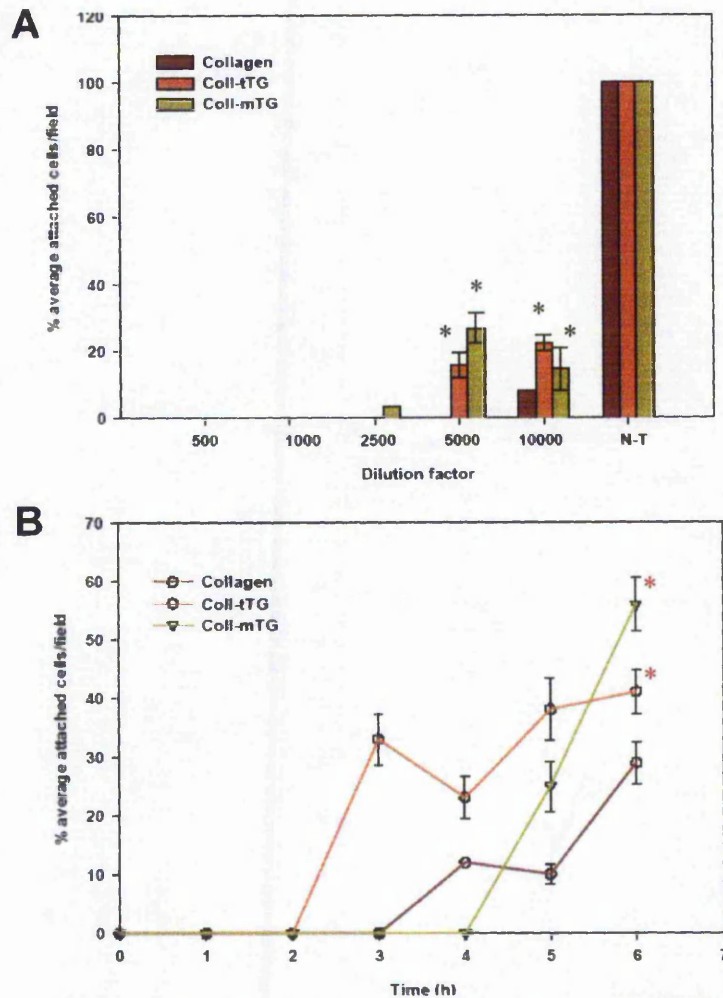 A
120
100
80
60
40
20
0
% average attached cells/field
Collagen
Coll-tTG
Coll-mTG
* *
* *
500 1000 2500 5000 10000 N-T
Dilution factor
B
70
60
50
40
30
20
10
0
% average attached cells/field
Collagen
Coll-tTG
Coll-mTG
*
*
0 1 2 3 4 5 6 7
Time (h)